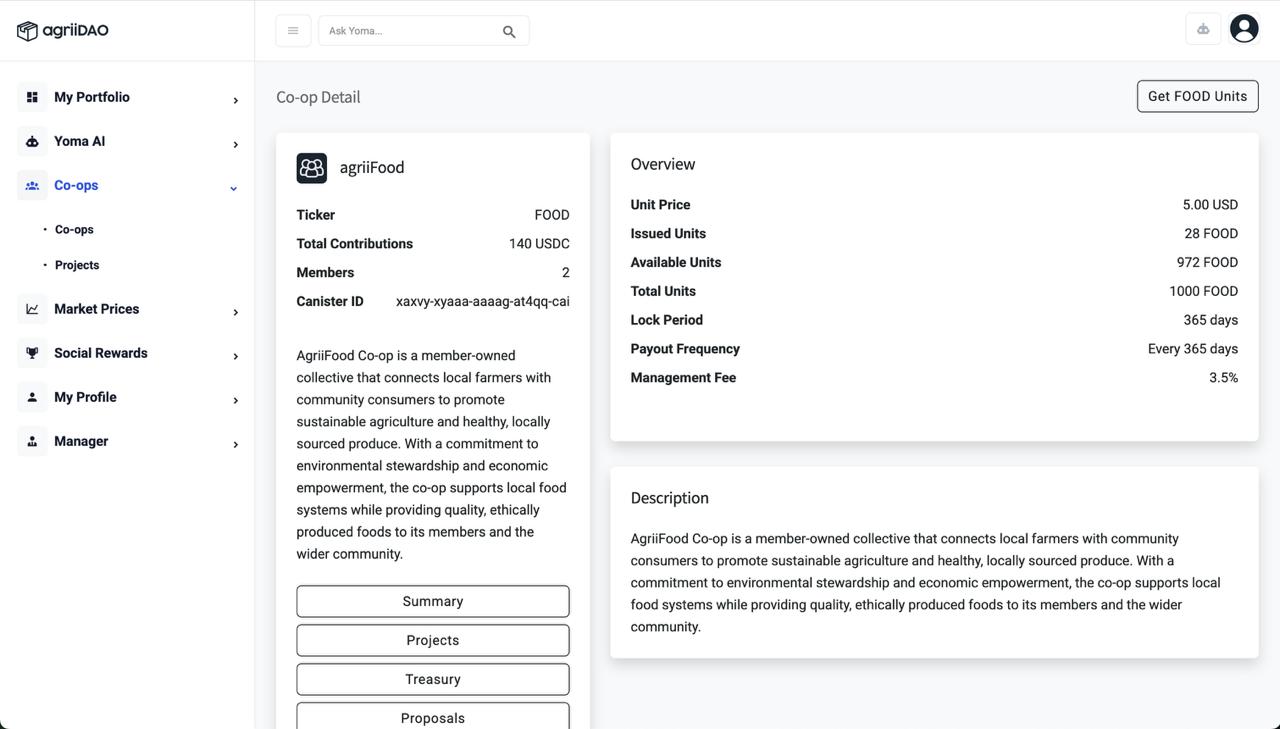 agriiDAO
Ask Yoma...
My Portfolio
Yoma AI
Co-ops
Co-ops
Projects
Market Prices
Social Rewards
My Profile
Manager
Co-op Detail
Get FOOD Units
agriiFood
Ticker FOOD
Total Contributions 140 USDC
Members 2
Canister ID xaxvy-xyaaa-aaaag-at4qq-cai
AgriiFood Co-op is a member-owned
collective that connects local farmers with
community consumers to promote
sustainable agriculture and healthy, locally
sourced produce. With a commitment to
environmental stewardship and economic
empowerment, the co-op supports local food
systems while providing quality, ethically
produced foods to its members and the
wider community.
Summary
Projects
Treasury
Proposals
Overview
Unit Price 5.00 USD
Issued Units 28 FOOD
Available Units 972 FOOD
Total Units 1000 FOOD
Lock Period 365 days
Payout Frequency Every 365 days
Management Fee 3.5%
Description
AgriiFood Co-op is a member-owned collective that connects local farmers with community
consumers to promote sustainable agriculture and healthy, locally sourced produce. With a
commitment to environmental stewardship and economic empowerment, the co-op supports local
food systems while providing quality, ethically produced foods to its members and the wider
community.